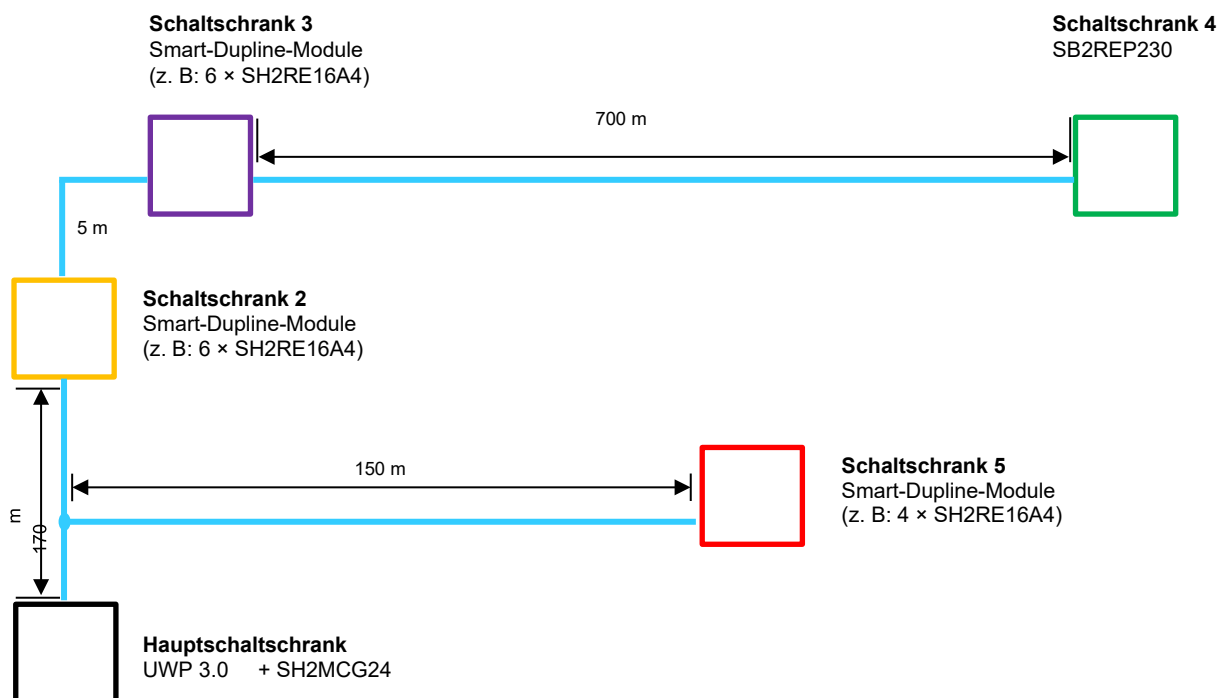 Schaltschrank 3
Smart-Dupline-Module
(z. B: 6 × SH2RE16A4)
Schaltschrank 4
SB2REP230
700 m
5 m
Schaltschrank 2
Smart-Dupline-Module
(z. B: 6 × SH2RE16A4)
150 m
170
m
Schaltschrank 5
Smart-Dupline-Module
(z. B: 4 × SH2RE16A4)
Hauptschaltschrank
UWP 3.0 + SH2MCG24